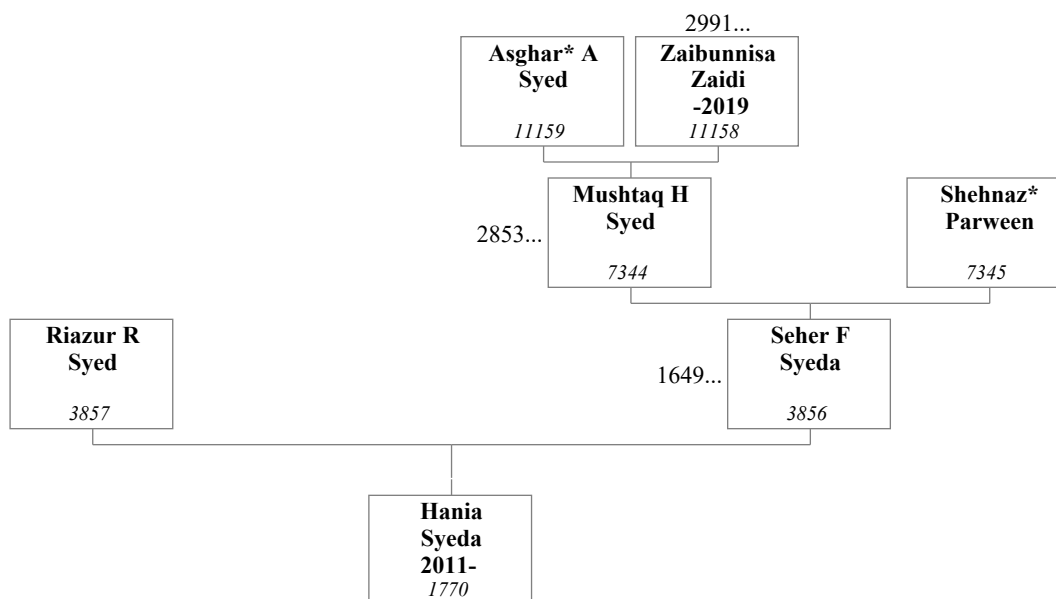 2991...
Asghar* A
Syed
11159
Zaibunnisa
Zaidi
-2019
11158
2853...
Mushtaq H
Syed
7344
Shehnaz*
Parween
7345
Riazur R
Syed
3857
1649...
Seher F
Syeda
3856
Hania
Syeda
2011-
1770